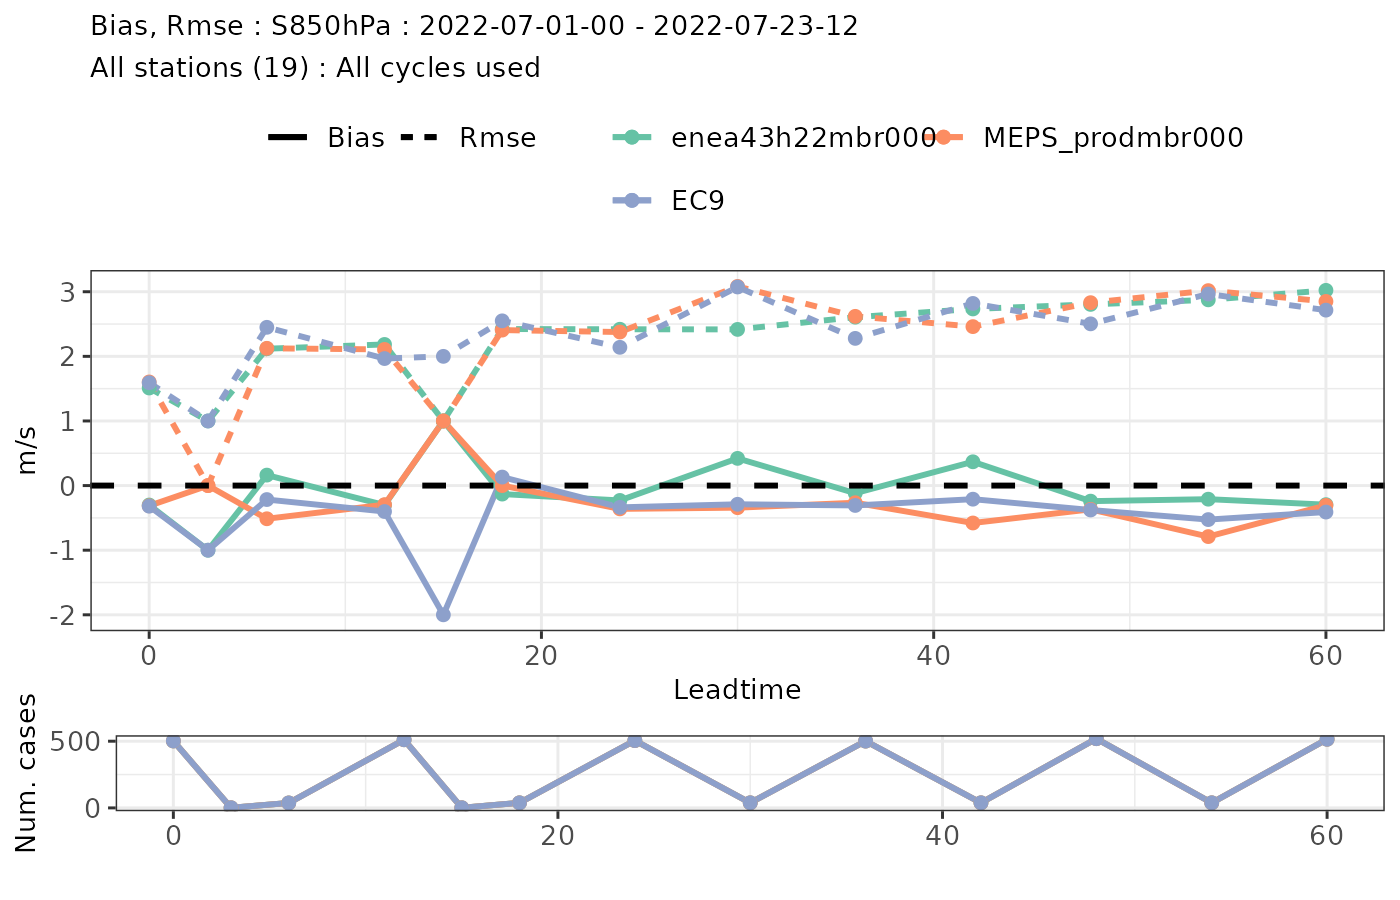 Bias, Rmse : S850hPa : 2022-07-01-00 - 2022-07-23-12
All stations (19) : All cycles used
Bias Rmse enea43h22mbr000 MEPS_prodmbr000
EC9
m/s
3
2
1
0
-1
-2
0 20 40 60
Leadtime
Num. cases
500
0
0 20 40 60